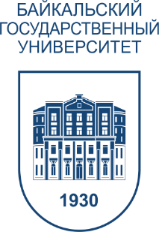 БАЙКАЛЬСКИЙ
ГОСУДАРСТВЕННЫЙ
УНИВЕРСИТЕТ
1930